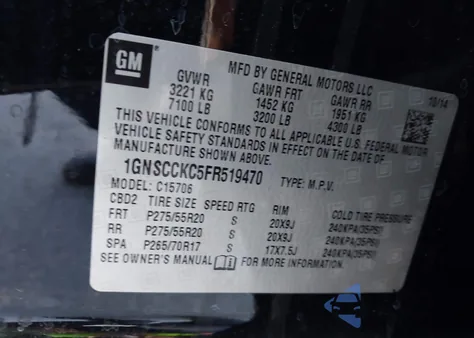 GM
MFD BY GENERAL MOTORS LLC
GVWR GAWR FRT GAWR RR 10/14
3221 KG 1452 KG 1951 KG
7100 LB 3200 LB 4300 LB
THIS VEHICLE CONFORMS TO ALL APPLICABLE U.S. FEDERAL MOTOR
VEHICLE SAFETY STANDARDS IN EFFECT ON THE DATE OF
MANUFACTURE SHOWN ABOVE.
1GNSCCKC5FR519470 TYPE: M.P.V.
MODEL: C15706
CBD2 TIRE SIZE SPEED RTG RIM COLD TIRE PRESSURE
FRT P275/55R20 S 20X9J 240KPA(35PSI)
RR P275/55R20 S 20X9J 240KPA(35PSI)
SPA P265/70R17 S 17X7.5J 240KPA(35PSI)
SEE OWNER'S MANUAL FOR MORE INFORMATION.